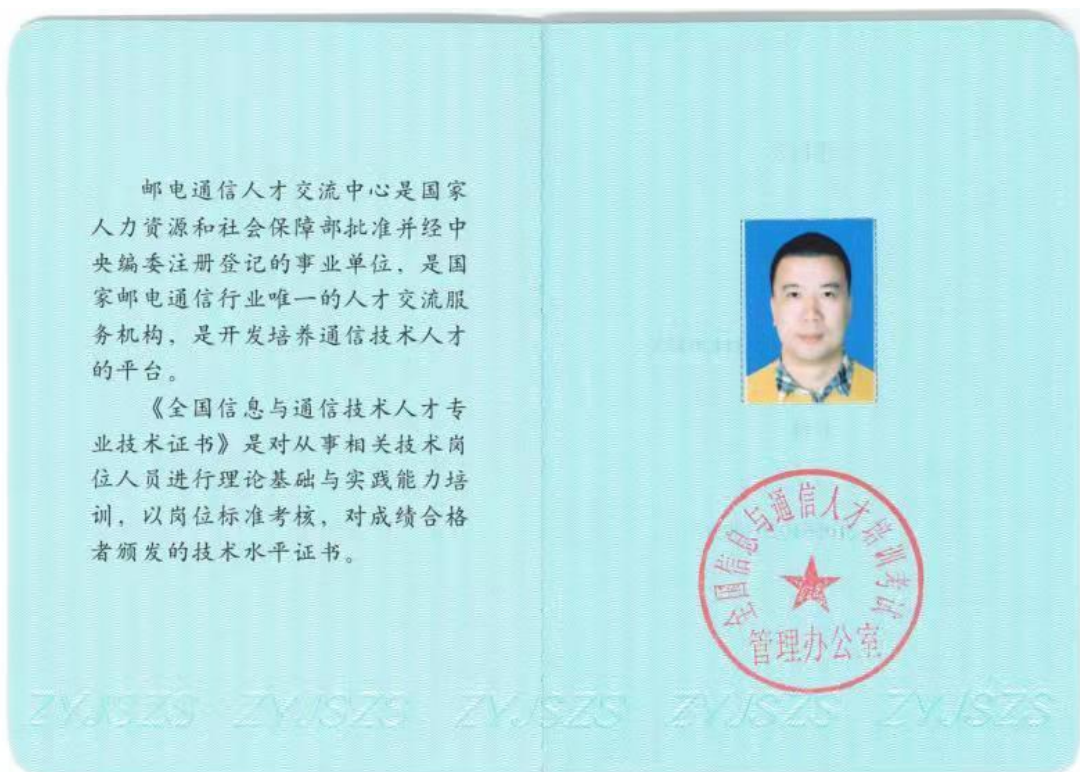 邮电通信人才交流中心是国家
人力资源和社会保障部批准并经中
央编委注册登记的事业单位，是国
家邮电通信行业唯一的人才交流服
务机构，是开发培养通信技术人才
的平台。
《全国信息与通信技术人才专
业技术证书》是对从事相关技术岗
位人员进行理论基础与实践能力培
训，以岗位标准考核，对成绩合格
者颁发的技术水平证书。
全国信息与通信人才培训考试
管理办公室
ZYJSZS ZYJSZS ZYJSZS ZYJSZS ZYJSZS